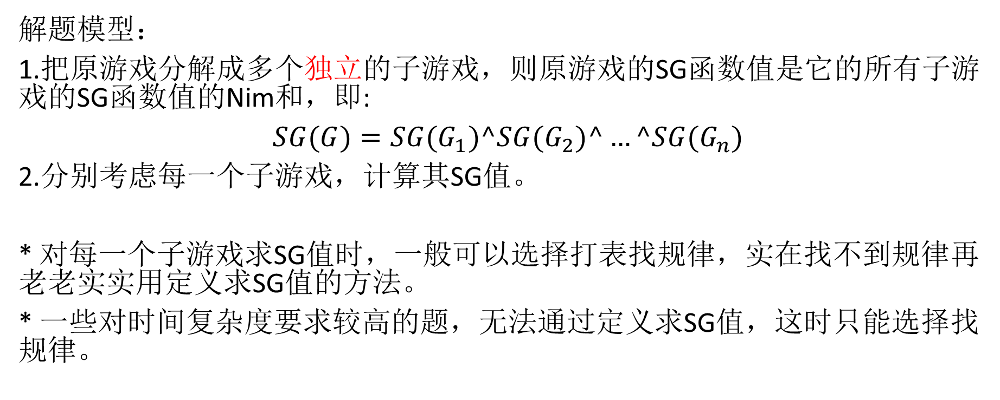 解题模型：
1.把原游戏分解成多个独立的子游戏，则原游戏的SG函数值是它的所有子游
戏的SG函数值的Nim和，即:
SG(G) = SG(G₁)^SG(G₂)^ … ^SG(Gₙ)
2.分别考虑每一个子游戏，计算其SG值。
* 对每一个子游戏求SG值时，一般可以选择打表找规律，实在找不到规律再
老老实实用定义求SG值的方法。
* 一些对时间复杂度要求较高的题，无法通过定义求SG值，这时只能选择找
规律。